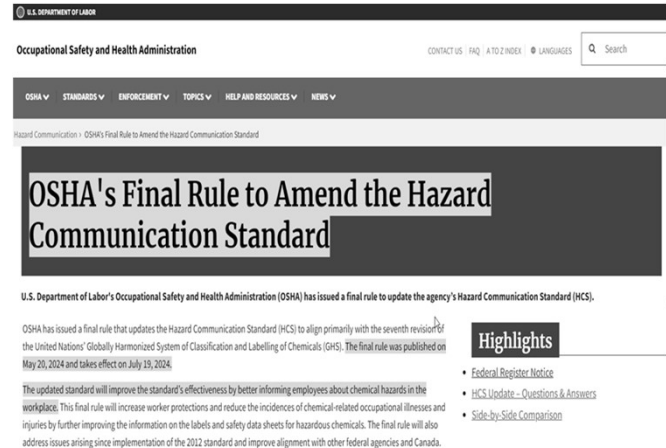 U.S. DEPARTMENT OF LABOR
Occupational Safety and Health Administration
CONTACT US FAQ A TO Z INDEX LANGUAGES
Search
OSHA STANDARDS ENFORCEMENT TOPICS HELP AND RESOURCES NEWS
Hazard Communication > OSHA's Final Rule to Amend the Hazard Communication Standard
OSHA's Final Rule to Amend the Hazard
Communication Standard
U.S. Department of Labor's Occupational Safety and Health Administration (OSHA) has issued a final rule to update the agency's Hazard Communication Standard (HCS).
OSHA has issued a final rule that updates the Hazard Communication Standard (HCS) to align primarily with the seventh revision of
the United Nations' Globally Harmonized System of Classification and Labelling of Chemicals (GHS). The final rule was published on
May 20, 2024 and takes effect on July 19, 2024.
The updated standard will improve the standard's effectiveness by better informing employees about chemical hazards in the
workplace. This final rule will increase worker protections and reduce the incidences of chemical-related occupational illnesses and
injuries by further improving the information on the labels and safety data sheets for hazardous chemicals. The final rule will also
address issues arising since implementation of the 2012 standard and improve alignment with other federal agencies and Canada.
Highlights
Federal Register Notice
HCS Update - Questions & Answers
Side-by-Side Comparison